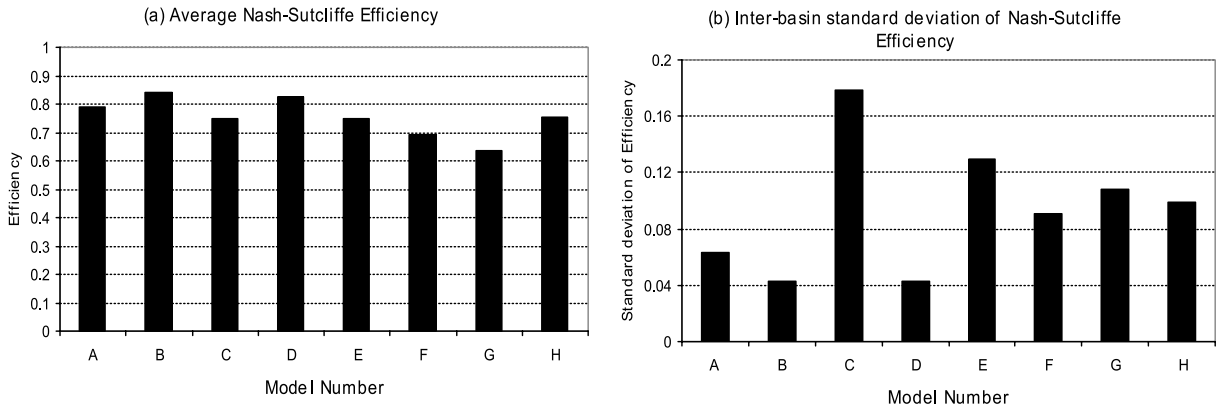 (a) Average Nash-Sutcliffe Efficiency
1
0.9
0.8
0.7
0.6
0.5
0.4
0.3
0.2
0.1
0
Efficiency
A B C D E F G H
Model Number
(b) Inter-basin standard deviation of Nash-Sutcliffe
Efficiency
0.2
0.16
0.12
0.08
0.04
0
Standard deviation of Efficiency
A B C D E F G H
Model Number